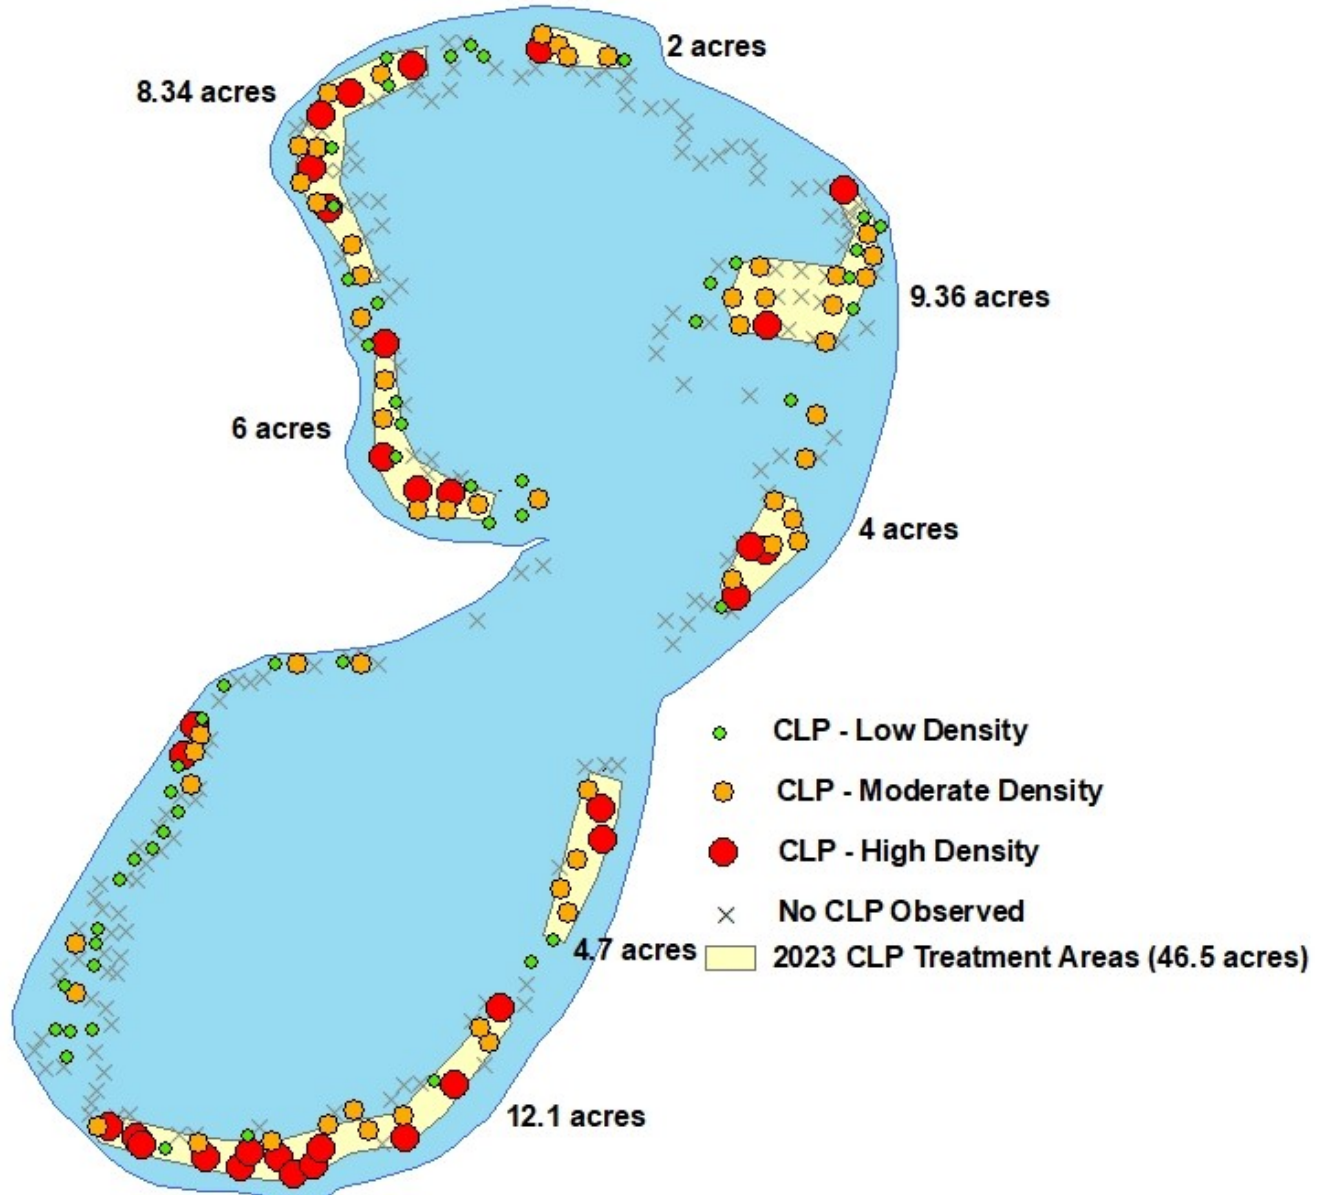 2 acres
8.34 acres
9.36 acres
6 acres
4 acres
CLP - Low Density
CLP - Moderate Density
CLP - High Density
No CLP Observed
4.7 acres
2023 CLP Treatment Areas (46.5 acres)
12.1 acres